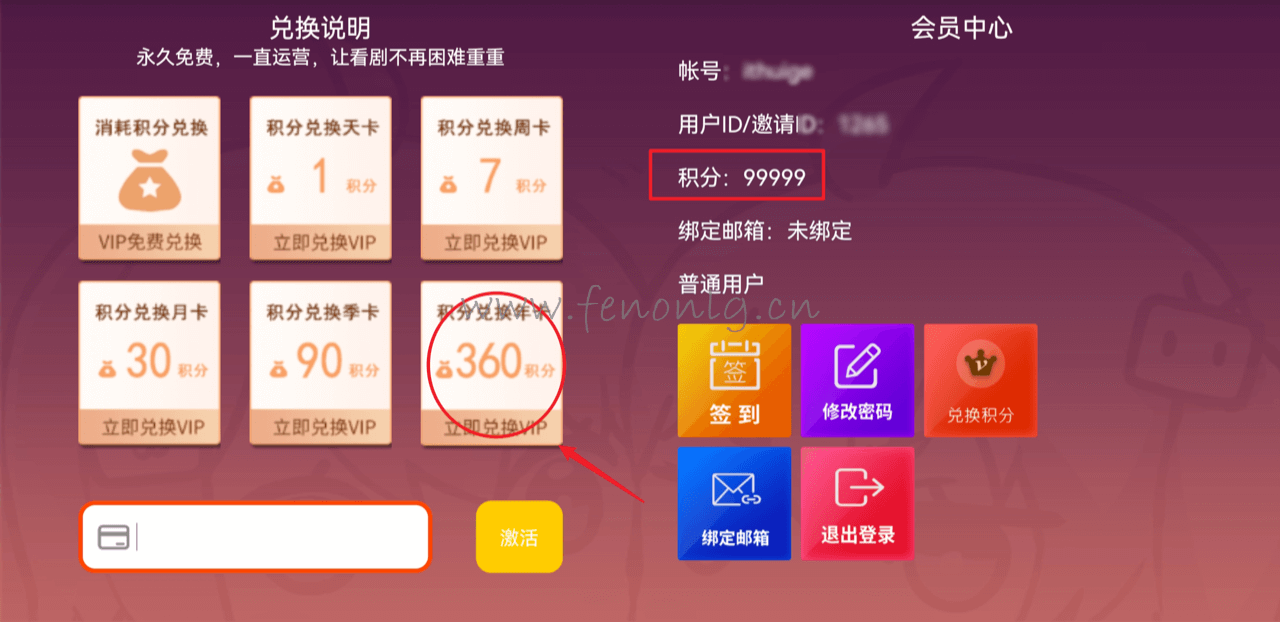 兑换说明
永久免费，一直运营，让看剧不再困难重重
消耗积分兑换
VIP免费兑换
积分兑换天卡
1 积分
立即兑换VIP
积分兑换周卡
7 积分
立即兑换VIP
积分兑换月卡
30 积分
立即兑换VIP
积分兑换季卡
90 积分
立即兑换VIP
积分兑换年卡
360 积分
立即兑换VIP
激活
会员中心
帐号：
用户ID/邀请ID：
积分：99999
绑定邮箱：未绑定
普通用户
www.fenontg.cn
签
签到
修改密码
兑换积分
绑定邮箱
退出登录